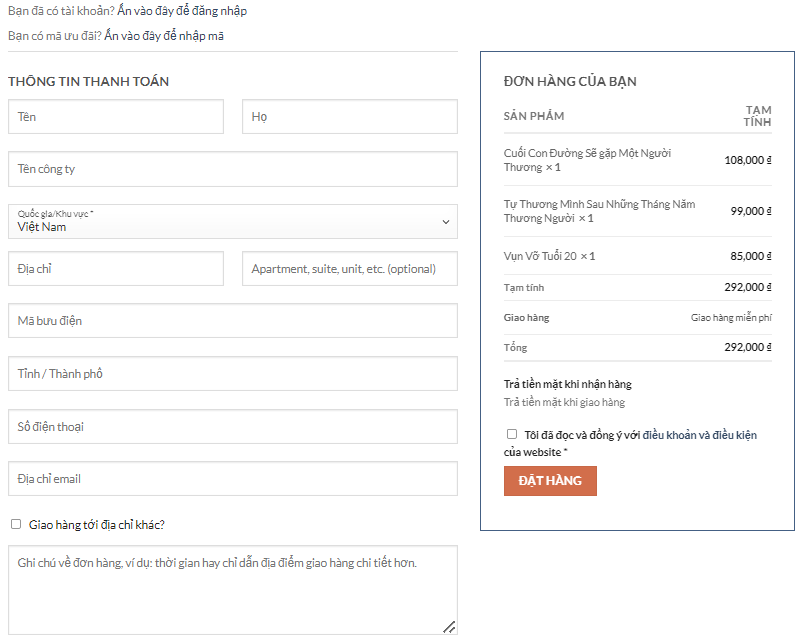 Bạn đã có tài khoản? Ấn vào đây để đăng nhập
Bạn có mã ưu đãi? Ấn vào đây để nhập mã
THÔNG TIN THANH TOÁN
Tên
Họ
Tên công ty
Quốc gia/Khu vực *
Việt Nam
Địa chỉ
Apartment, suite, unit, etc. (optional)
Mã bưu điện
Tỉnh / Thành phố
Số điện thoại
Địa chỉ email
Giao hàng tới địa chỉ khác?
Ghi chú về đơn hàng, ví dụ: thời gian hay chỉ dẫn địa điểm giao hàng chi tiết hơn.
ĐƠN HÀNG CỦA BẠN
SẢN PHẨM
TẠM
TÍNH
Cuối Con Đường Sẽ gặp Một Người
Thương × 1
108,000 ₫
Tự Thương Mình Sau Những Tháng Năm
Thương Người × 1
99,000 ₫
Vụn Vỡ Tuổi 20 × 1
85,000 ₫
Tạm tính
292,000 ₫
Giao hàng
Giao hàng miễn phí
Tổng
292,000 ₫
Trả tiền mặt khi nhận hàng
Trả tiền mặt khi giao hàng
Tôi đã đọc và đồng ý với điều khoản và điều kiện
của website *
ĐẶT HÀNG